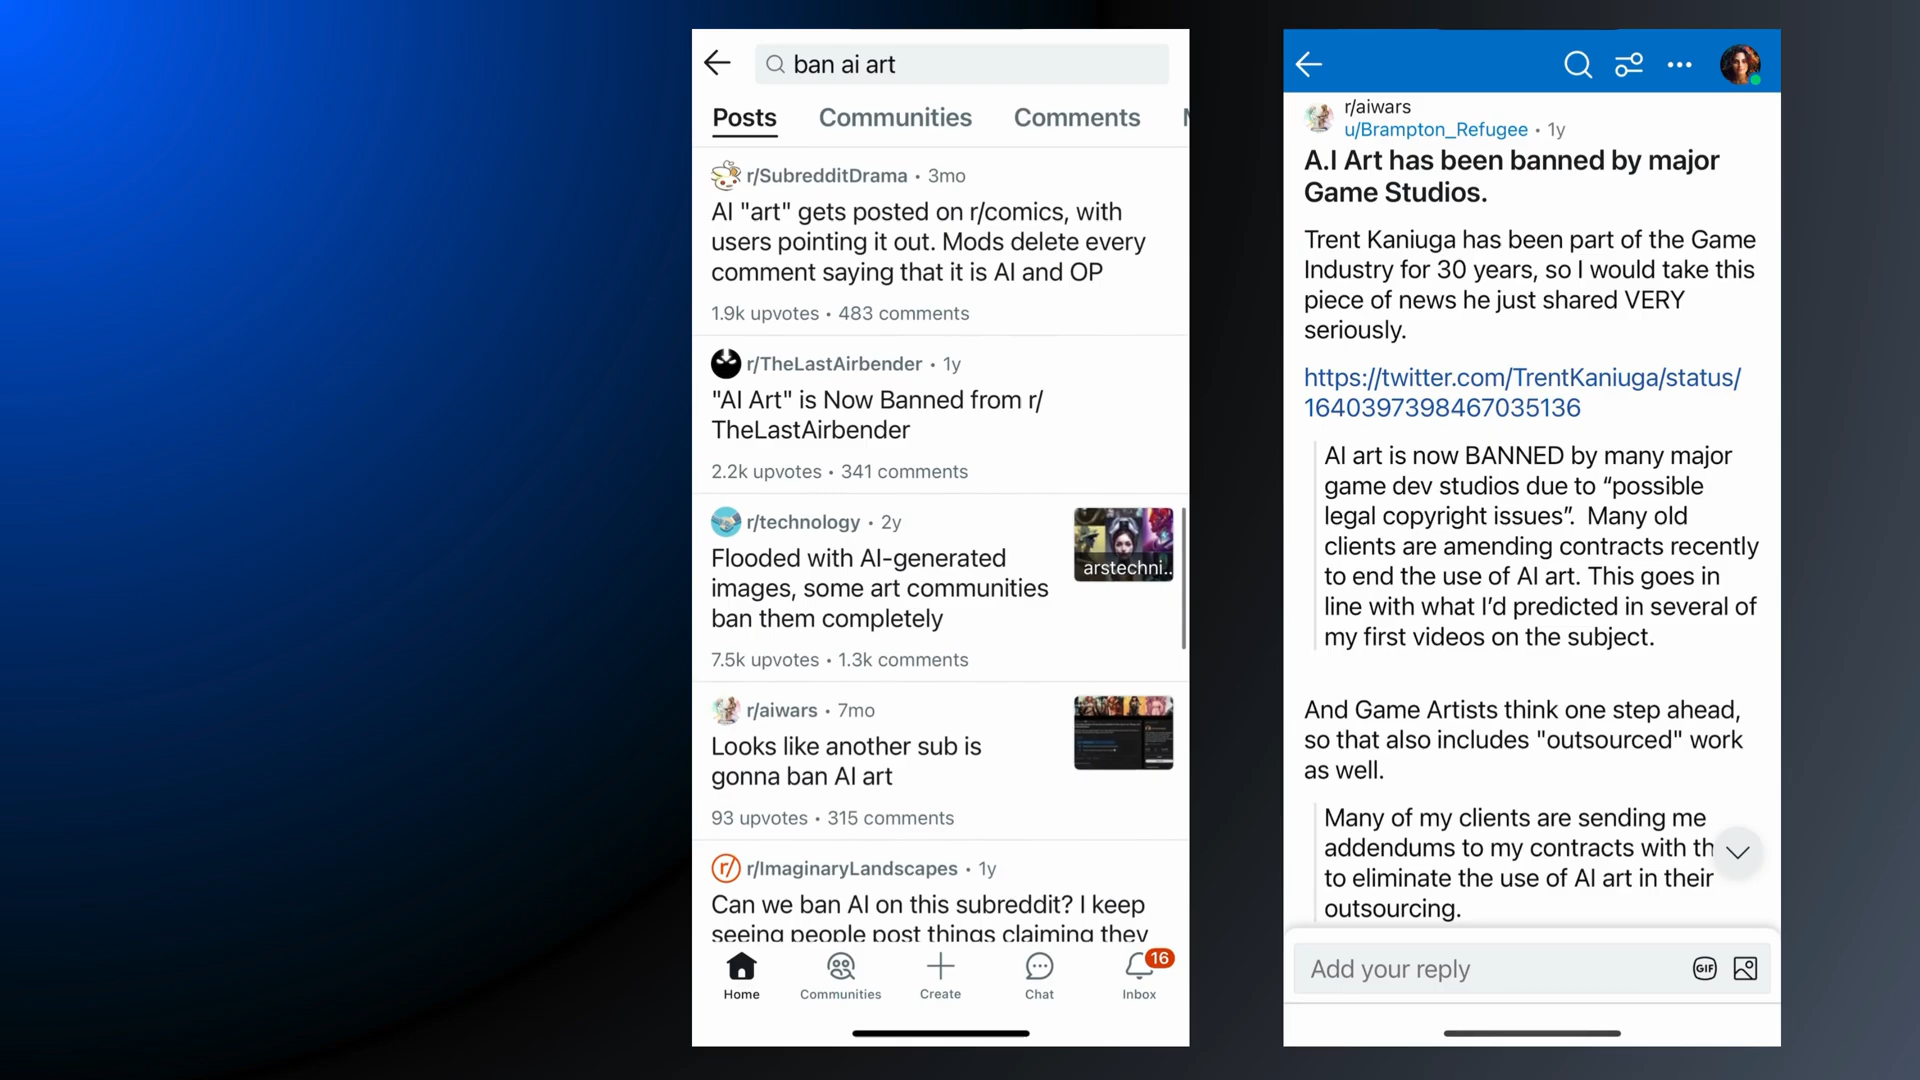 ban ai art
Posts Communities Comments
r/SubredditDrama • 3mo
AI "art" gets posted on r/comics, with
users pointing it out. Mods delete every
comment saying that it is AI and OP
1.9k upvotes • 483 comments
r/TheLastAirbender • 1y
"AI Art" is Now Banned from r/
TheLastAirbender
2.2k upvotes • 341 comments
r/technology • 2y
Flooded with AI-generated
images, some art communities
ban them completely
arstechni..
7.5k upvotes • 1.3k comments
r/aiwars • 7mo
Looks like another sub is
gonna ban AI art
93 upvotes • 315 comments
r/ImaginaryLandscapes • 1y
Can we ban AI on this subreddit? I keep
seeing people post things claiming they
16
Home Communities Create Chat Inbox
r/aiwars
u/Brampton_Refugee • 1y
A.I Art has been banned by major
Game Studios.
Trent Kaniuga has been part of the Game
Industry for 30 years, so I would take this
piece of news he just shared VERY
seriously.
https://twitter.com/TrentKaniuga/status/
1640397398467035136
AI art is now BANNED by many major
game dev studios due to “possible
legal copyright issues”. Many old
clients are amending contracts recently
to end the use of AI art. This goes in
line with what I’d predicted in several of
my first videos on the subject.
And Game Artists think one step ahead,
so that also includes "outsourced" work
as well.
Many of my clients are sending me
addendums to my contracts with th
to eliminate the use of AI art in their
outsourcing.
Add your reply
GIF